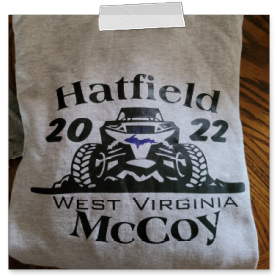 Hatfield
20 22
WEST VIRGINIA
McCoy